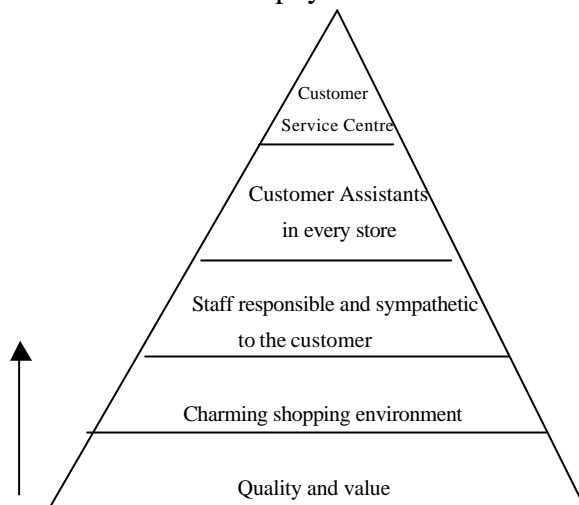 Customer
Service Centre
Customer Assistants
in every store
Staff responsible and sympathetic
to the customer
Charming shopping environment
Quality and value